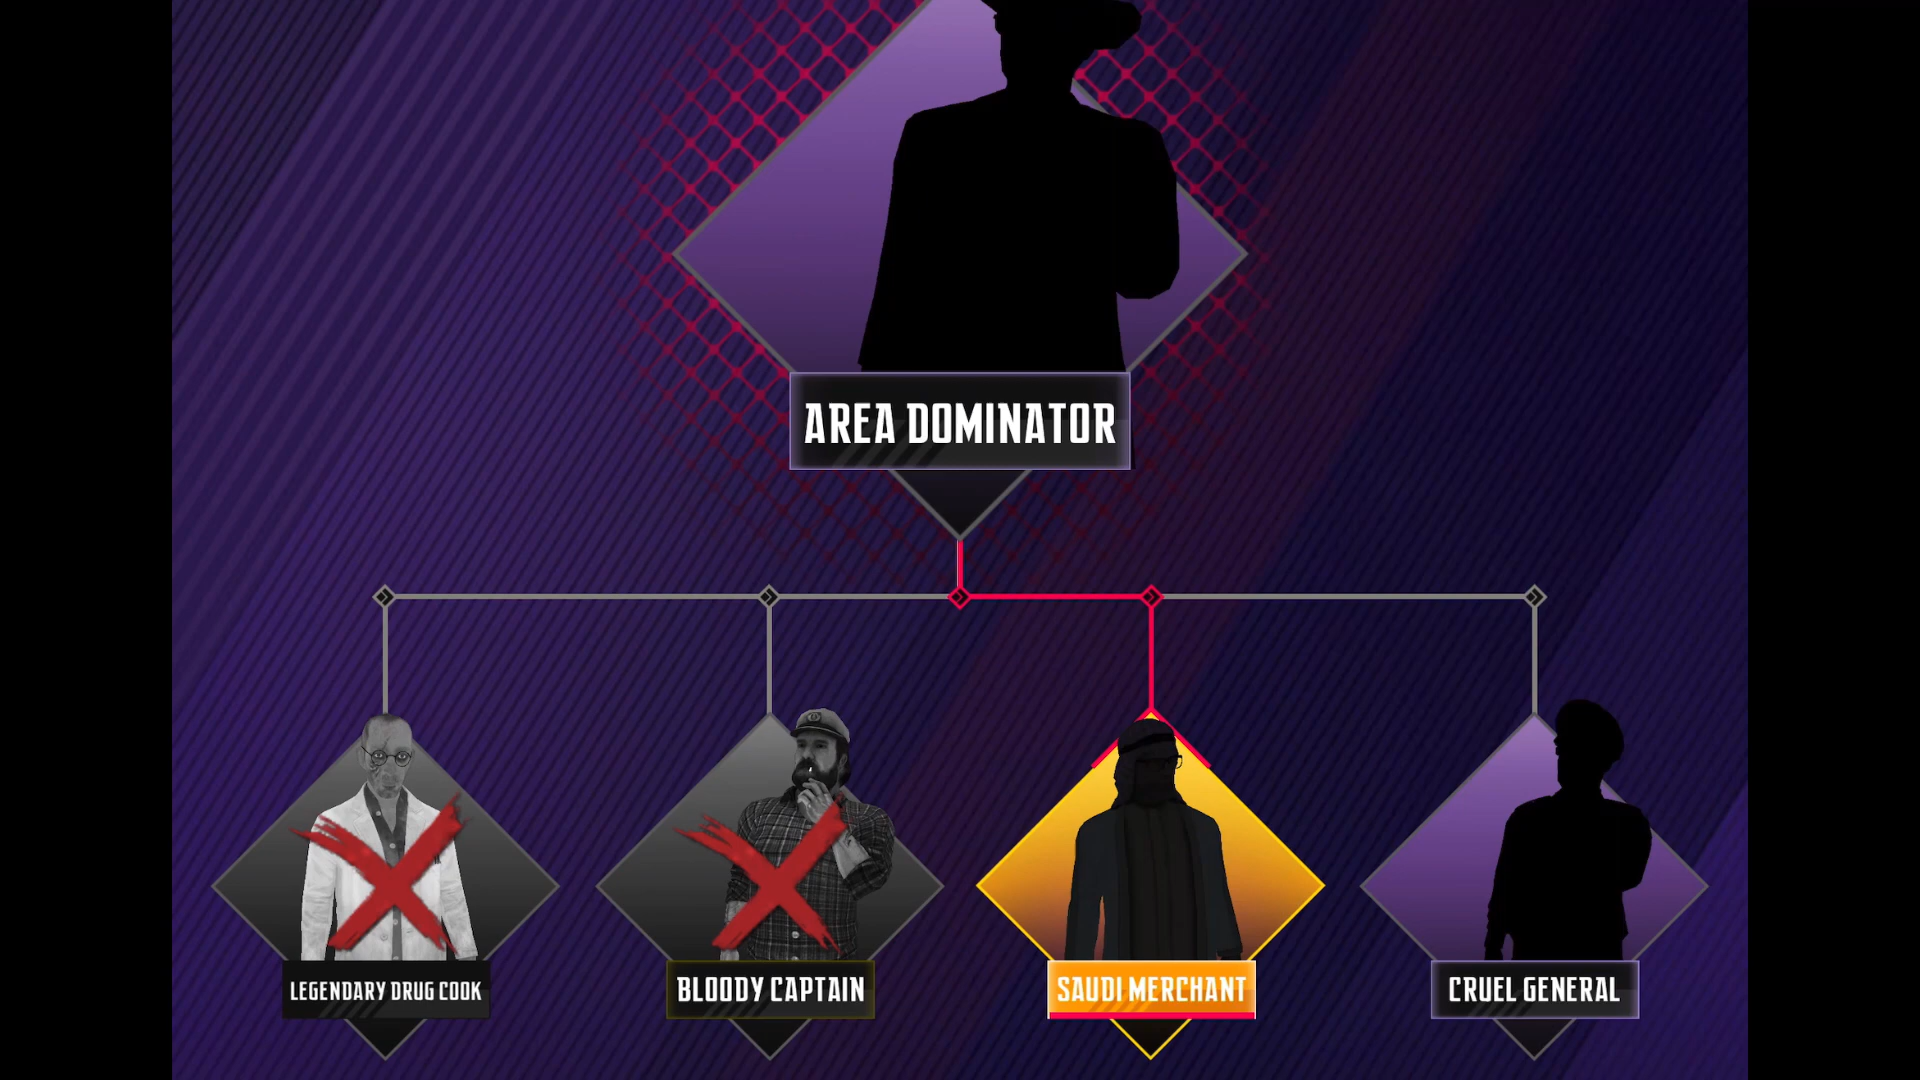 AREA DOMINATOR
LEGENDARY DRUG COOK
BLOODY CAPTAIN
SAUDI MERCHANT
CRUEL GENERAL